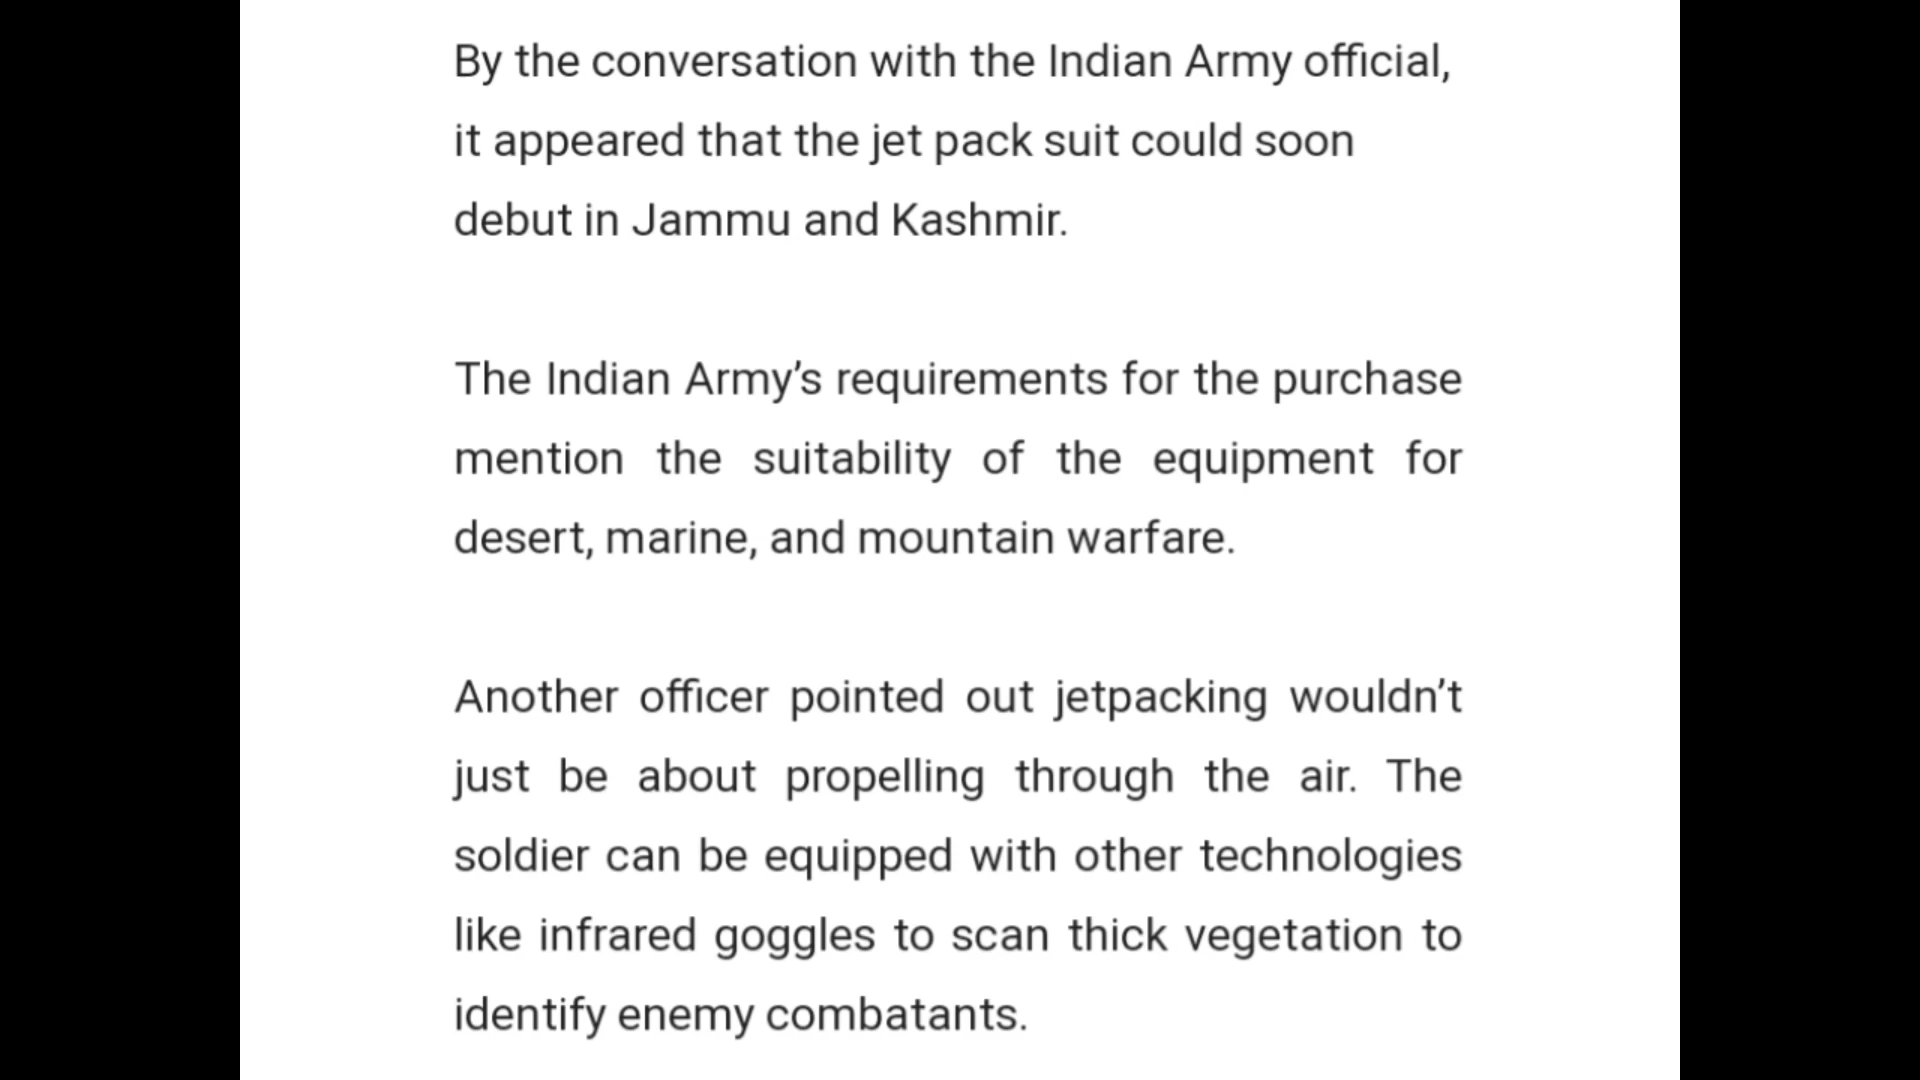 By the conversation with the Indian Army official,
it appeared that the jet pack suit could soon
debut in Jammu and Kashmir.
The Indian Army’s requirements for the purchase
mention the suitability of the equipment for
desert, marine, and mountain warfare.
Another officer pointed out jetpacking wouldn’t
just be about propelling through the air. The
soldier can be equipped with other technologies
like infrared goggles to scan thick vegetation to
identify enemy combatants.